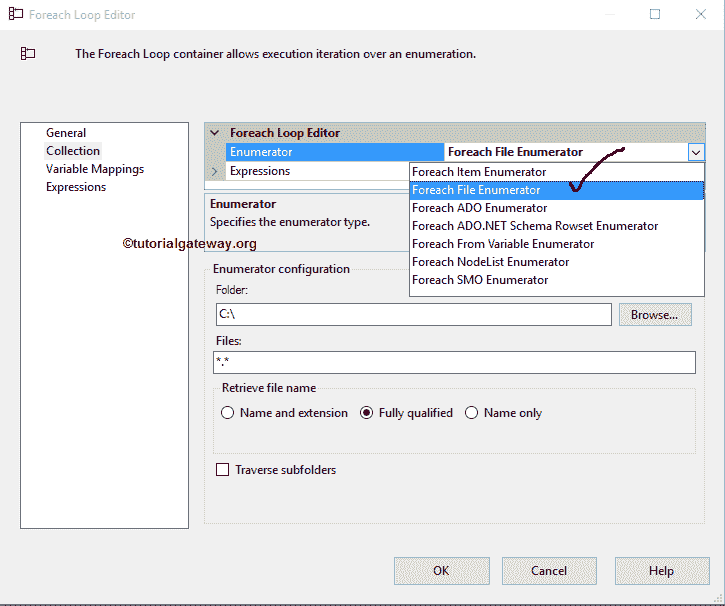 Foreach Loop Editor
The Foreach Loop container allows execution iteration over an enumeration.
General
Collection
Variable Mappings
Expressions
Foreach Loop Editor
Enumerator Foreach File Enumerator
Expressions
Foreach Item Enumerator
Foreach File Enumerator
Foreach ADO Enumerator
Foreach ADO.NET Schema Rowset Enumerator
Foreach From Variable Enumerator
Foreach NodeList Enumerator
Foreach SMO Enumerator
Enumerator
Specifies the enumerator type.
©tutorialgateway.org
Enumerator configuration
Folder:
C:\
Browse...
Files:
*.*
Retrieve file name
Name and extension Fully qualified Name only
Traverse subfolders
OK Cancel Help